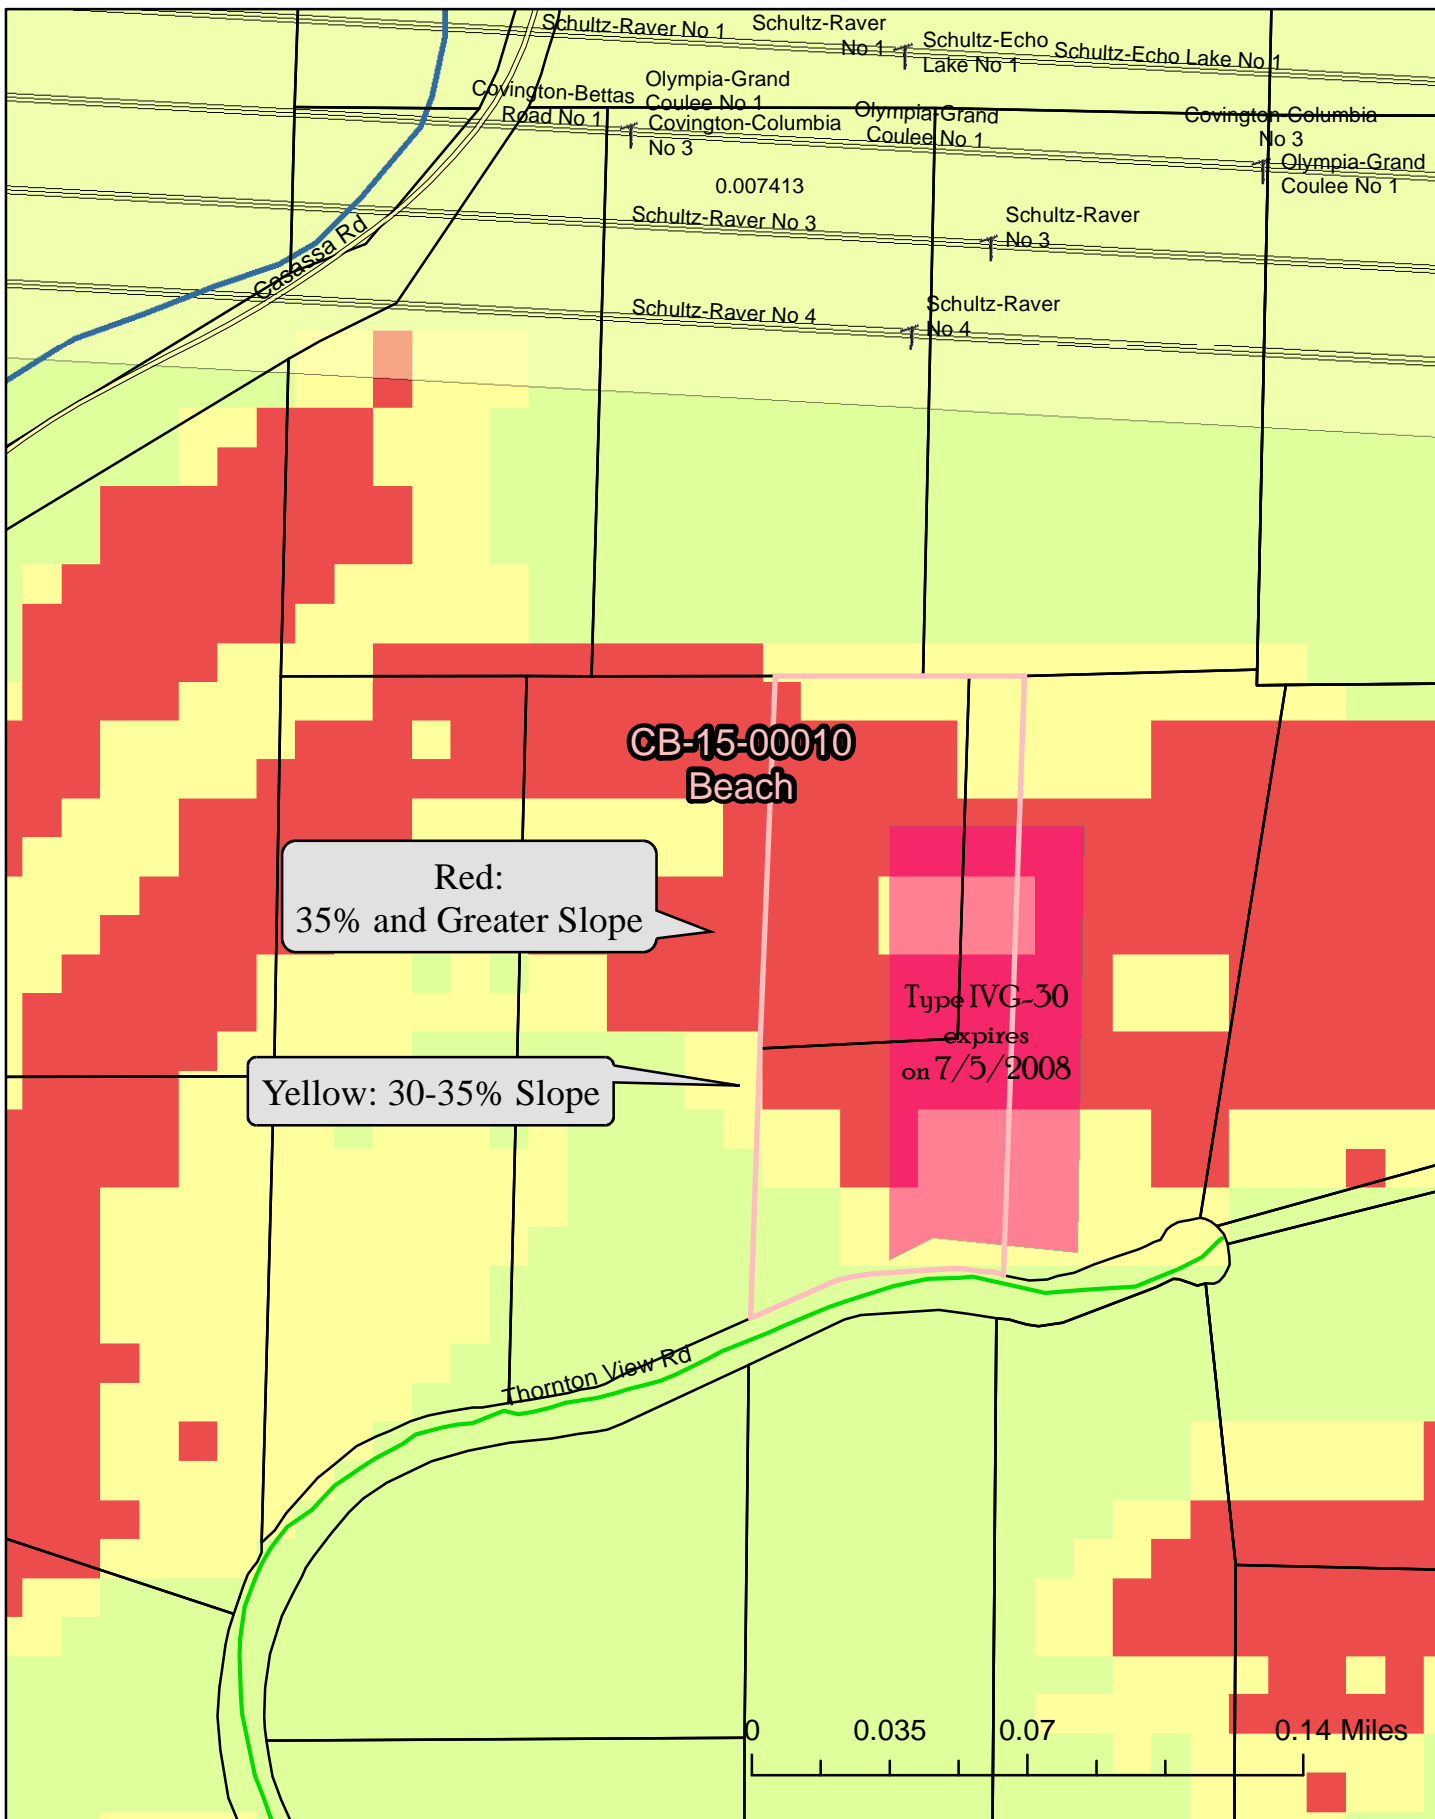 Schultz-Raver No 1
Schultz-Raver
No 1
Schultz-Echo
Lake No 1
Schultz-Echo Lake No 1
Covington-Bettas
Road No 1
Olympia-Grand
Coulee No 1
Covington-Columbia
No 3
Olympia-Grand
Coulee No 1
Covington-Columbia
No 3
Olympia-Grand
Coulee No 1
0.007413
Schultz-Raver No 3
Schultz-Raver
No 3
Casassa Rd
Schultz-Raver No 4
Schultz-Raver
No 4
CB-15-00010
Beach
Red:
35% and Greater Slope
Type IVG-30
expires
on 7/5/2008
Yellow: 30-35% Slope
Thornton View Rd
0 0.035 0.07 0.14 Miles